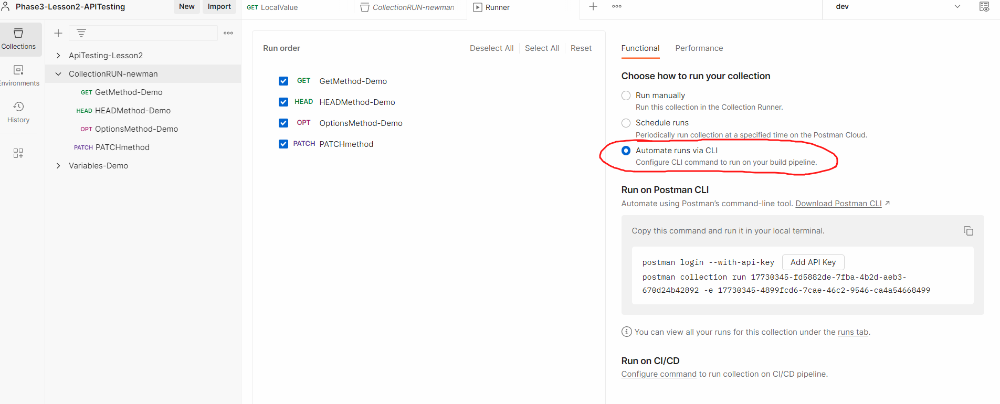 Phase3-Lesson2-APITesting
New
Import
GET LocalValue
CollectionRUN-newman
Runner
dev
Collections
Environments
History
ApiTesting-Lesson2
CollectionRUN-newman
GET GetMethod-Demo
HEAD HEADMethod-Demo
OPT OptionsMethod-Demo
PATCH PATCHmethod
Variables-Demo
Run order
Deselect All
Select All
Reset
GET GetMethod-Demo
HEAD HEADMethod-Demo
OPT OptionsMethod-Demo
PATCH PATCHmethod
Functional
Performance
Choose how to run your collection
Run manually
Run this collection in the Collection Runner.
Schedule runs
Periodically run collection at a specified time on the Postman Cloud.
Automate runs via CLI
Configure CLI command to run on your build pipeline.
Run on Postman CLI
Automate using Postman’s command-line tool. Download Postman CLI ↗
Copy this command and run it in your local terminal.
postman login --with-api-key Add API Key
postman collection run 17730345-fd5882de-7fba-4b2d-aeb3-
670d24b42892 -e 17730345-4899fcd6-7cae-46c2-9546-ca4a54668499
You can view all your runs for this collection under the runs tab.
Run on CI/CD
Configure command to run collection on CI/CD pipeline.